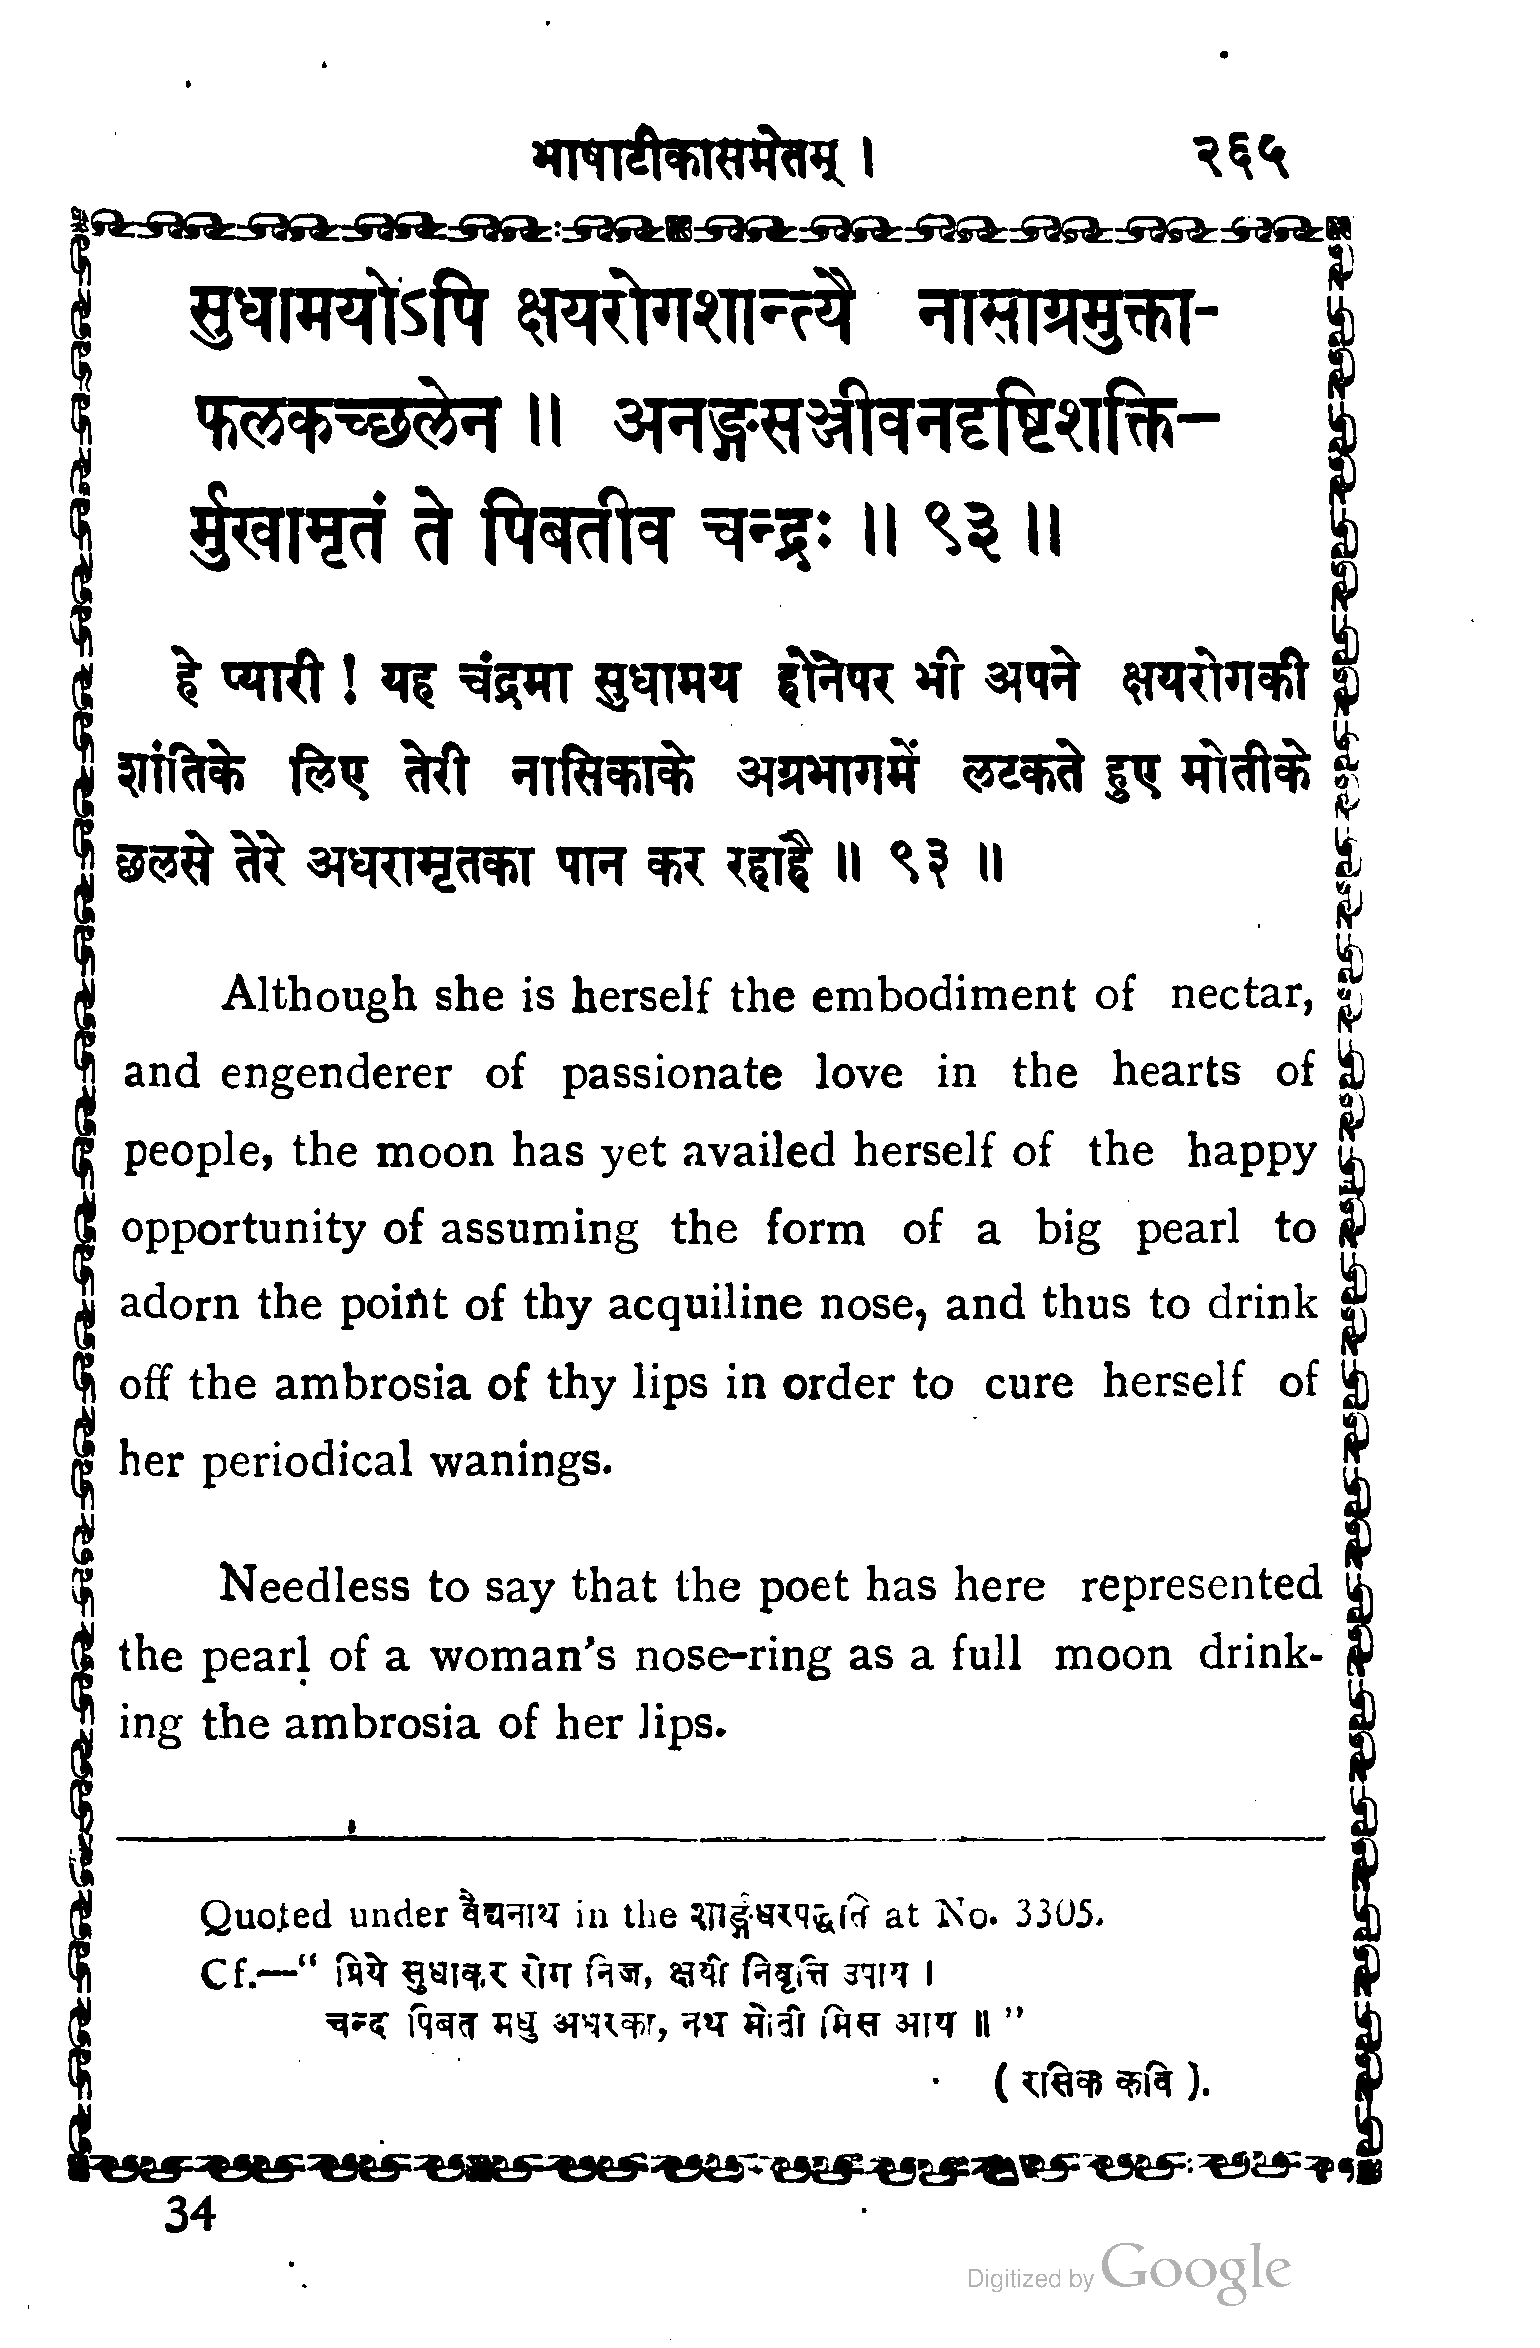 भाषाटीकासमेतम् । २६५
सुधामयोऽपि क्षयरोगशान्त्यै नासाग्रमुक्ता-
फलकच्छलेन ॥ अनङ्गसञ्जीवनदृष्टिशक्ति-
र्मुखामृतं ते पिबतीव चन्द्रः ॥ ९३ ॥
हे प्यारी ! यह चंद्रमा सुधामय होनेपर भी अपने क्षयरोगकी
शांतिके लिए तेरी नासिकाके अग्रभागमें लटकते हुए मोतीके
छलसे तेरे अधरामृतका पान कर रहाहै ॥ ९३ ॥
Although she is herself the embodiment of nectar,
and engenderer of passionate love in the hearts of
people, the moon has yet availed herself of the happy
opportunity of assuming the form of a big pearl to
adorn the point of thy acquiline nose, and thus to drink
off the ambrosia of thy lips in order to cure herself of
her periodical wanings.
Needless to say that the poet has here represented
the pearl of a woman's nose-ring as a full moon drink-
ing the ambrosia of her lips.
Quoted under वैद्यनाथ in the शार्ङ्गधरपद्धति at No. 3305.
Cf.—“ प्रिये सुधाकर रोग निज, क्षयी निवृत्ति उपाय ।
चन्द पिबत मधु अधरका, नथ मोती मिस आय ॥ ”
( रसिक कवि ).
34
Digitized by Google